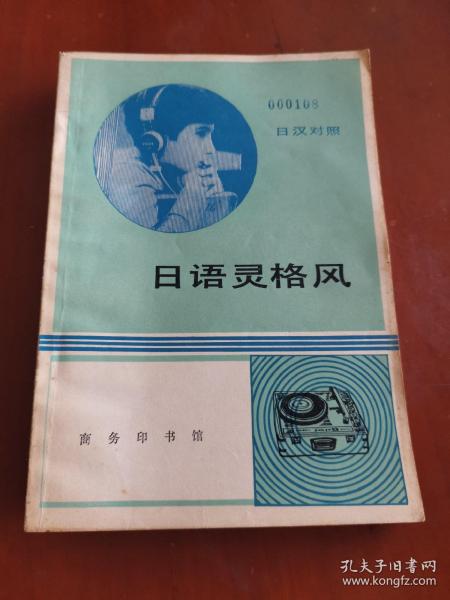 000108
日汉对照
日语灵格风
商务印书馆
孔夫子旧书网
www.kongfz.com